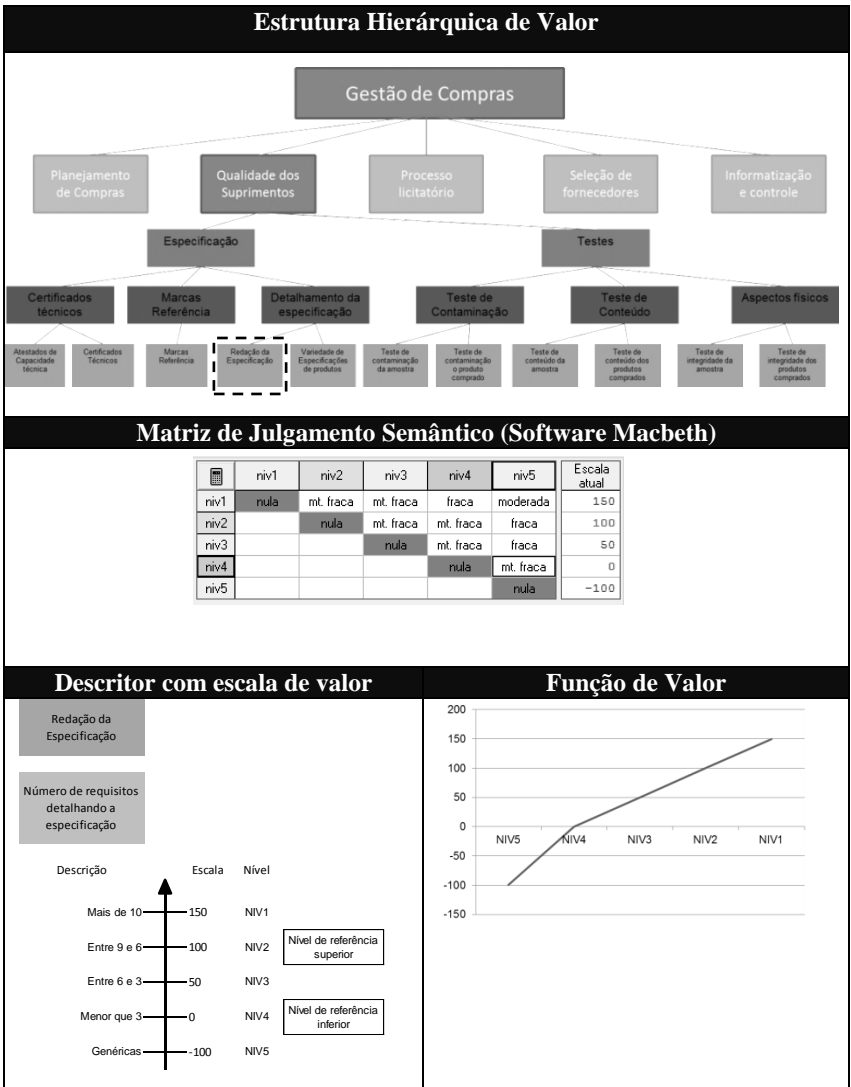 Estrutura Hierárquica de Valor
Gestão de Compras
Planejamento
de Compras
Qualidade dos
Suprimentos
Processo
licitatório
Seleção de
fornecedores
Informatização
e controle
Especificação
Testes
Certificados
técnicos
Marcas
Referência
Detalhamento da
especificação
Teste de
Contaminação
Teste de
Conteúdo
Aspectos físicos
Atestados de
Capacidade
técnica
Certificados
Técnicos
Marcas
Referência
Redação da
Especificação
Variedade de
Especificações
de produtos
Teste de
contaminação
da amostra
Teste de
contaminação
o produto
comprado
Teste de
conteúdo da
amostra
Teste de
conteúdo dos
produtos
comprados
Teste de
integridade da
amostra
Teste de
integridade dos
produtos
comprados
Matriz de Julgamento Semântico (Software Macbeth)
niv1 niv2 niv3 niv4 niv5 Escala
atual
niv1 nula mt. fraca mt. fraca fraca moderada 150
niv2 nula mt. fraca mt. fraca fraca 100
niv3 nula mt. fraca fraca 50
niv4 nula mt. fraca 0
niv5 nula -100
Descritor com escala de valor
Redação da
Especificação
Número de requisitos
detalhando a
especificação
Descrição Escala Nível
Mais de 10 150 NIV1
Entre 9 e 6 100 NIV2 Nível de referência
superior
Entre 6 e 3 50 NIV3
Menor que 3 0 NIV4 Nível de referência
inferior
Genéricas -100 NIV5
Função de Valor
200
150
100
50
0
NIV5 NIV4 NIV3 NIV2 NIV1
-50
-100
-150